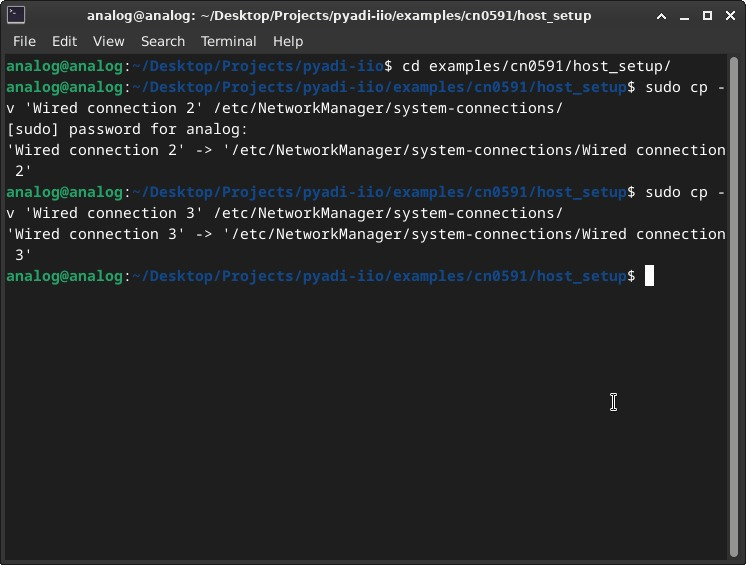 analog@analog: ~/Desktop/Projects/pyadi-iio/examples/cn0591/host_setup
File Edit View Search Terminal Help
analog@analog:~/Desktop/Projects/pyadi-iio$ cd examples/cn0591/host_setup/
analog@analog:~/Desktop/Projects/pyadi-iio/examples/cn0591/host_setup$ sudo cp -
v 'Wired connection 2' /etc/NetworkManager/system-connections/
[sudo] password for analog:
'Wired connection 2' -> '/etc/NetworkManager/system-connections/Wired connection
 2'
analog@analog:~/Desktop/Projects/pyadi-iio/examples/cn0591/host_setup$ sudo cp -
v 'Wired connection 3' /etc/NetworkManager/system-connections/
'Wired connection 3' -> '/etc/NetworkManager/system-connections/Wired connection
 3'
analog@analog:~/Desktop/Projects/pyadi-iio/examples/cn0591/host_setup$